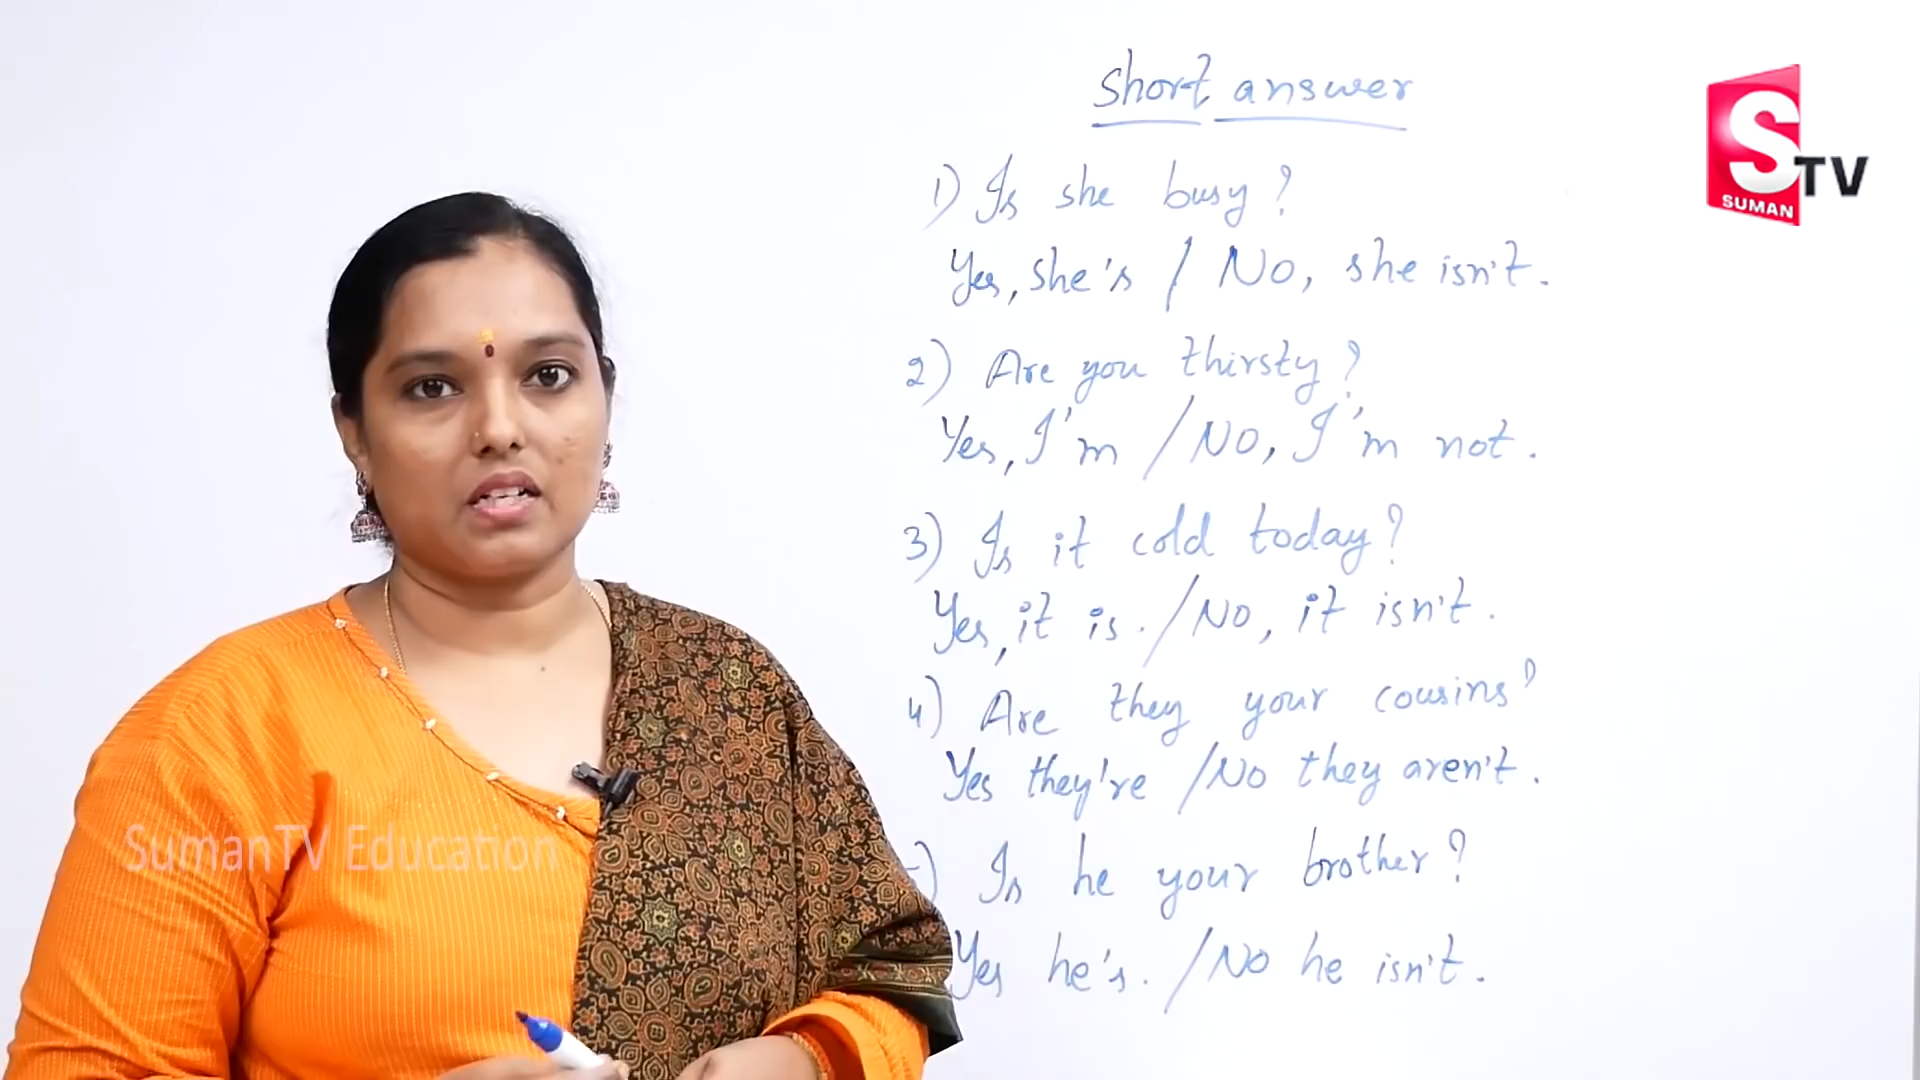 Short answer
1) Is she busy?
Yes, she's / No, she isn't.
2) Are you thirsty?
Yes, I'm / No, I'm not.
3) Is it cold today?
Yes, it is. / No, it isn't.
4) Are they your cousins?
Yes they're / No they aren't.
) Is he your brother?
Yes he's. / No he isn't.
S TV
SUMAN
SumanTV Education